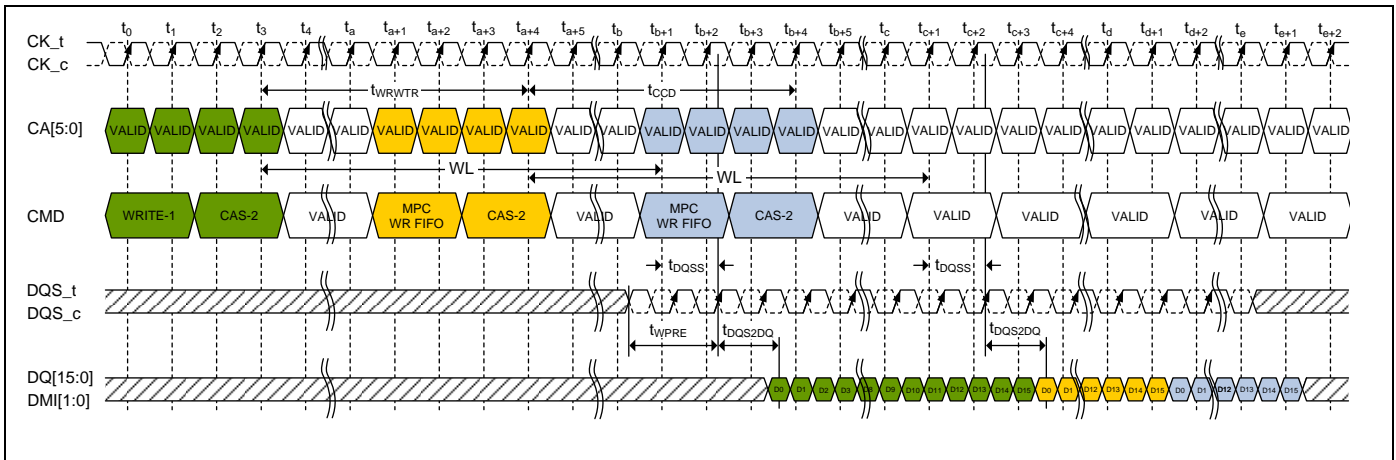 t0 t1 t2 t3 t4 ta ta+1 ta+2 ta+3 ta+4 ta+5 tb tb+1 tb+2 tb+3 tb+4 tb+5 tc tc+1 tc+2 tc+3 tc+4 td td+1 td+2 te te+1 te+2
CK_t
CK_c
tWRWTR tCCD
CA[5:0] VALID VALID VALID VALID VALID VALID VALID VALID VALID VALID VALID VALID VALID VALID VALID VALID VALID VALID VALID VALID VALID VALID VALID VALID VALID VALID VALID VALID
WL WL
CMD WRITE-1 CAS-2 VALID MPC WR FIFO CAS-2 VALID MPC WR FIFO CAS-2 VALID VALID VALID VALID VALID VALID
tDQSS tDQSS
DQS_t
DQS_c
tWPRE tDQS2DQ tDQS2DQ
DQ[15:0] D0 D1 D2 D3 D8 D9 D10 D11 D12 D13 D14 D15 D0 D1 D12 D13 D14 D15 D0 D1 D12 D13 D14 D15
DMI[1:0]